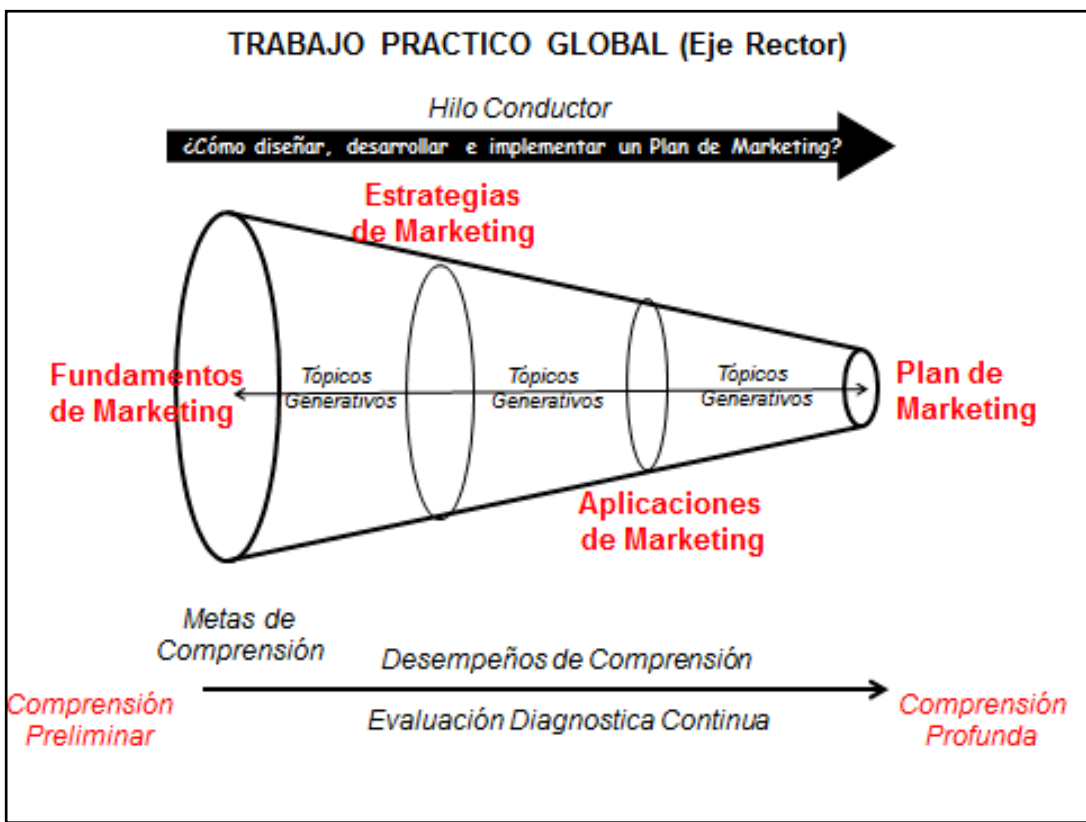 TRABAJO PRACTICO GLOBAL (Eje Rector)
Hilo Conductor
¿Cómo diseñar, desarrollar e implementar un Plan de Marketing?
Estrategias
de Marketing
Fundamentos
de Marketing
Tópicos
Generativos
Tópicos
Generativos
Tópicos
Generativos
Plan de
Marketing
Aplicaciones
de Marketing
Metas de
Comprensión
Desempeños de Comprensión
Comprensión
Preliminar
Evaluación Diagnostica Continua
Comprensión
Profunda